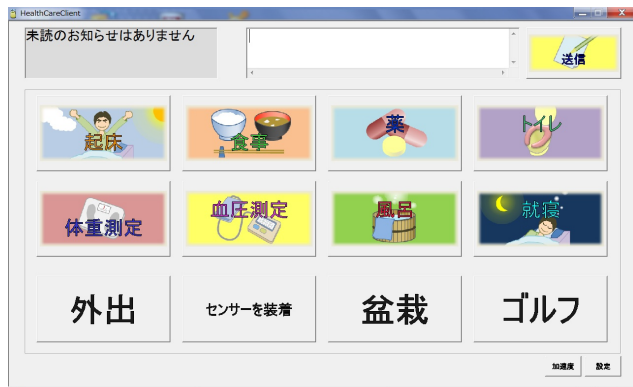 HealthCareClient
未読のお知らせはありません
送信
起床
食事
薬
トイレ
体重測定
血圧測定
風呂
就寝
外出
センサーを装着
盆栽
ゴルフ
加速度
設定